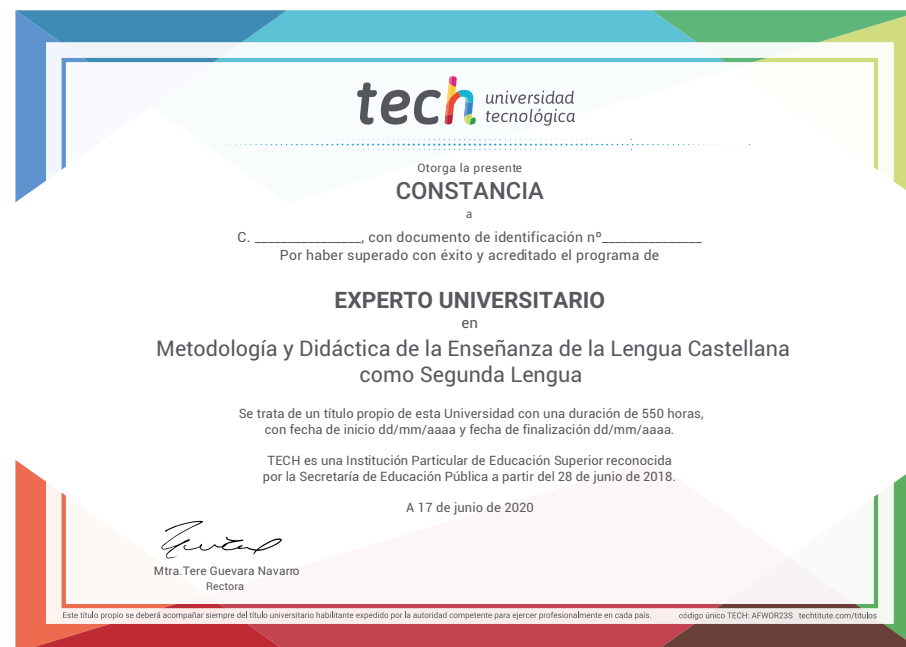 tech universidad
tecnológica
Otorga la presente
CONSTANCIA
a
C. ________________, con documento de identificación nº_______________
Por haber superado con éxito y acreditado el programa de
EXPERTO UNIVERSITARIO
en
Metodología y Didáctica de la Enseñanza de la Lengua Castellana
como Segunda Lengua
Se trata de un título propio de esta Universidad con una duración de 550 horas,
con fecha de inicio dd/mm/aaaa y fecha de finalización dd/mm/aaaa.
TECH es una Institución Particular de Educación Superior reconocida
por la Secretaría de Educación Pública a partir del 28 de junio de 2018.
A 17 de junio de 2020
Mtra.Tere Guevara Navarro
Rectora
Este título propio se deberá acompañar siempre del título universitario habilitante expedido por la autoridad competente para ejercer profesionalmente en cada país. código único TECH: AFWOR23S techtitute.com/titulos